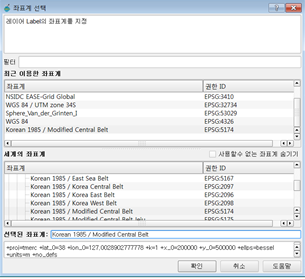 좌표계 선택
레이어 Label의 좌표계를 지정
필터
최근 이용한 좌표계
좌표계 권한 ID
NSIDC EASE-Grid Global EPSG:3410
WGS 84 / UTM zone 34S EPSG:32734
Sphere_Van_der_Grinten_I EPSG:53029
WGS 84 EPSG:4326
Korean 1985 / Modified Central Belt EPSG:5174
세계의 좌표계 사용할수 없는 좌표계 숨기기
좌표계 권한 ID
Korean 1985 / East Sea Belt EPSG:5167
Korean 1985 / Korea Central Belt EPSG:2097
Korean 1985 / Korea East Belt EPSG:2096
Korean 1985 / Korea West Belt EPSG:2098
Korean 1985 / Modified Central Belt EPSG:5174
Korean 1985 / Modified Central Belt Jeju EPSG:5175
선택된 좌표계: Korean 1985 / Modified Central Belt
+proj=tmerc +lat_0=38 +lon_0=127.0028902777778 +k=1 +x_0=200000 +y_0=500000 +ellps=bessel
+units=m +no_defs
확인 취소 도움말